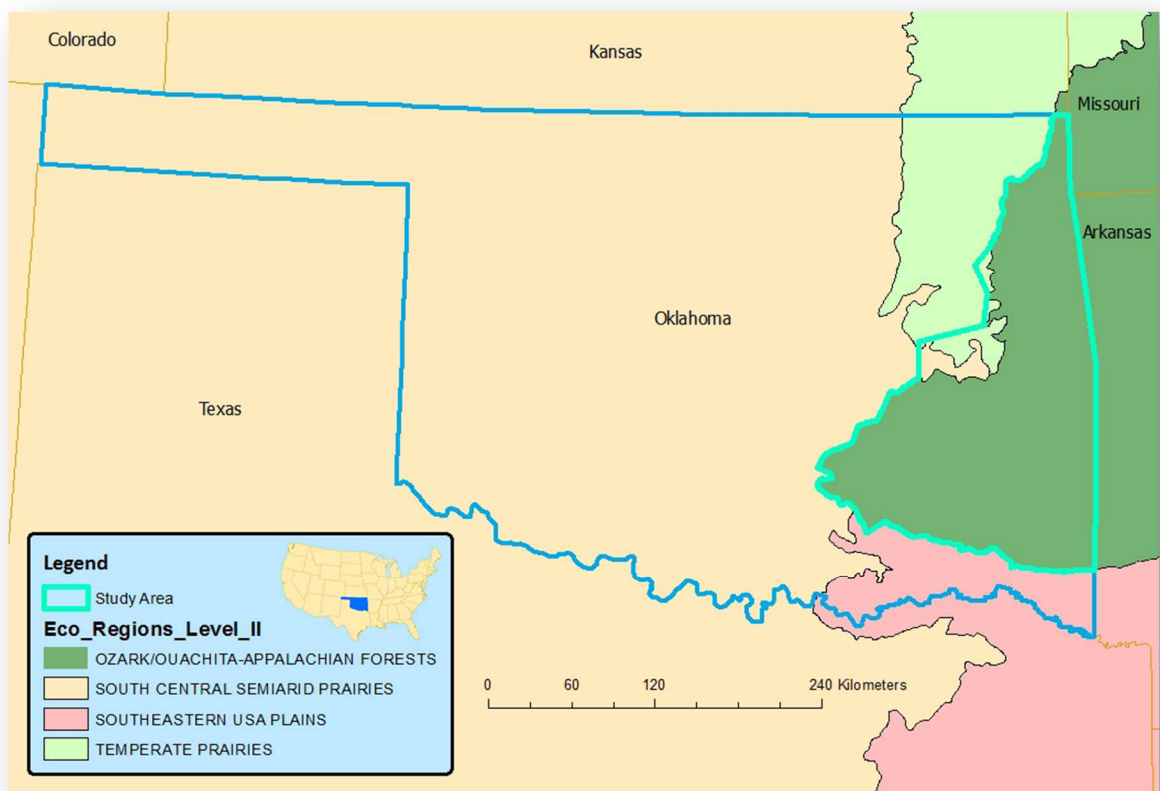 Colorado
Kansas
Missouri
Arkansas
Oklahoma
Texas
Legend
Study Area
Eco_Regions_Level_II
OZARK/OUACHITA-APPALACHIAN FORESTS
SOUTH CENTRAL SEMIARID PRAIRIES
SOUTHEASTERN USA PLAINS
TEMPERATE PRAIRIES
0 60 120 240 Kilometers